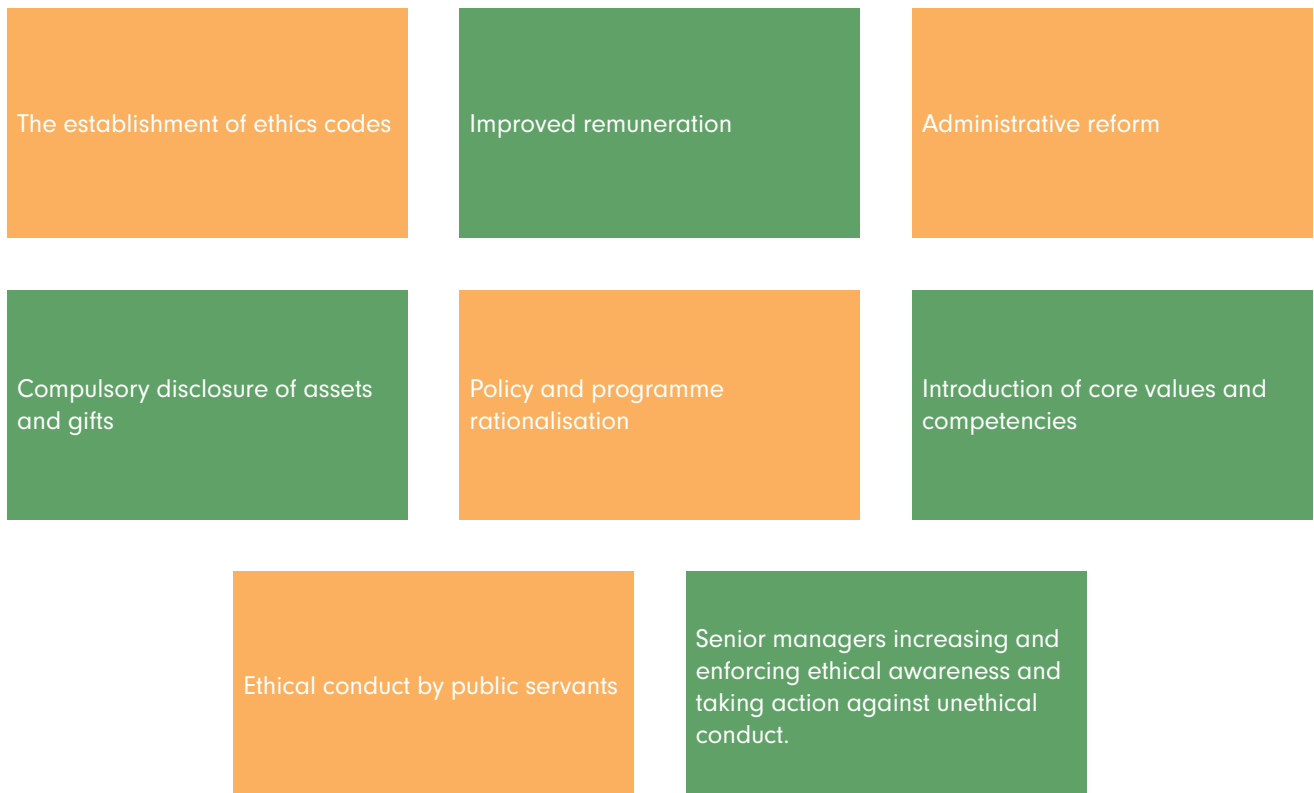 The establishment of ethics codes
Improved remuneration
Administrative reform
Compulsory disclosure of assets
and gifts
Policy and programme
rationalisation
Introduction of core values and
competencies
Ethical conduct by public servants
Senior managers increasing and
enforcing ethical awareness and
taking action against unethical
conduct.